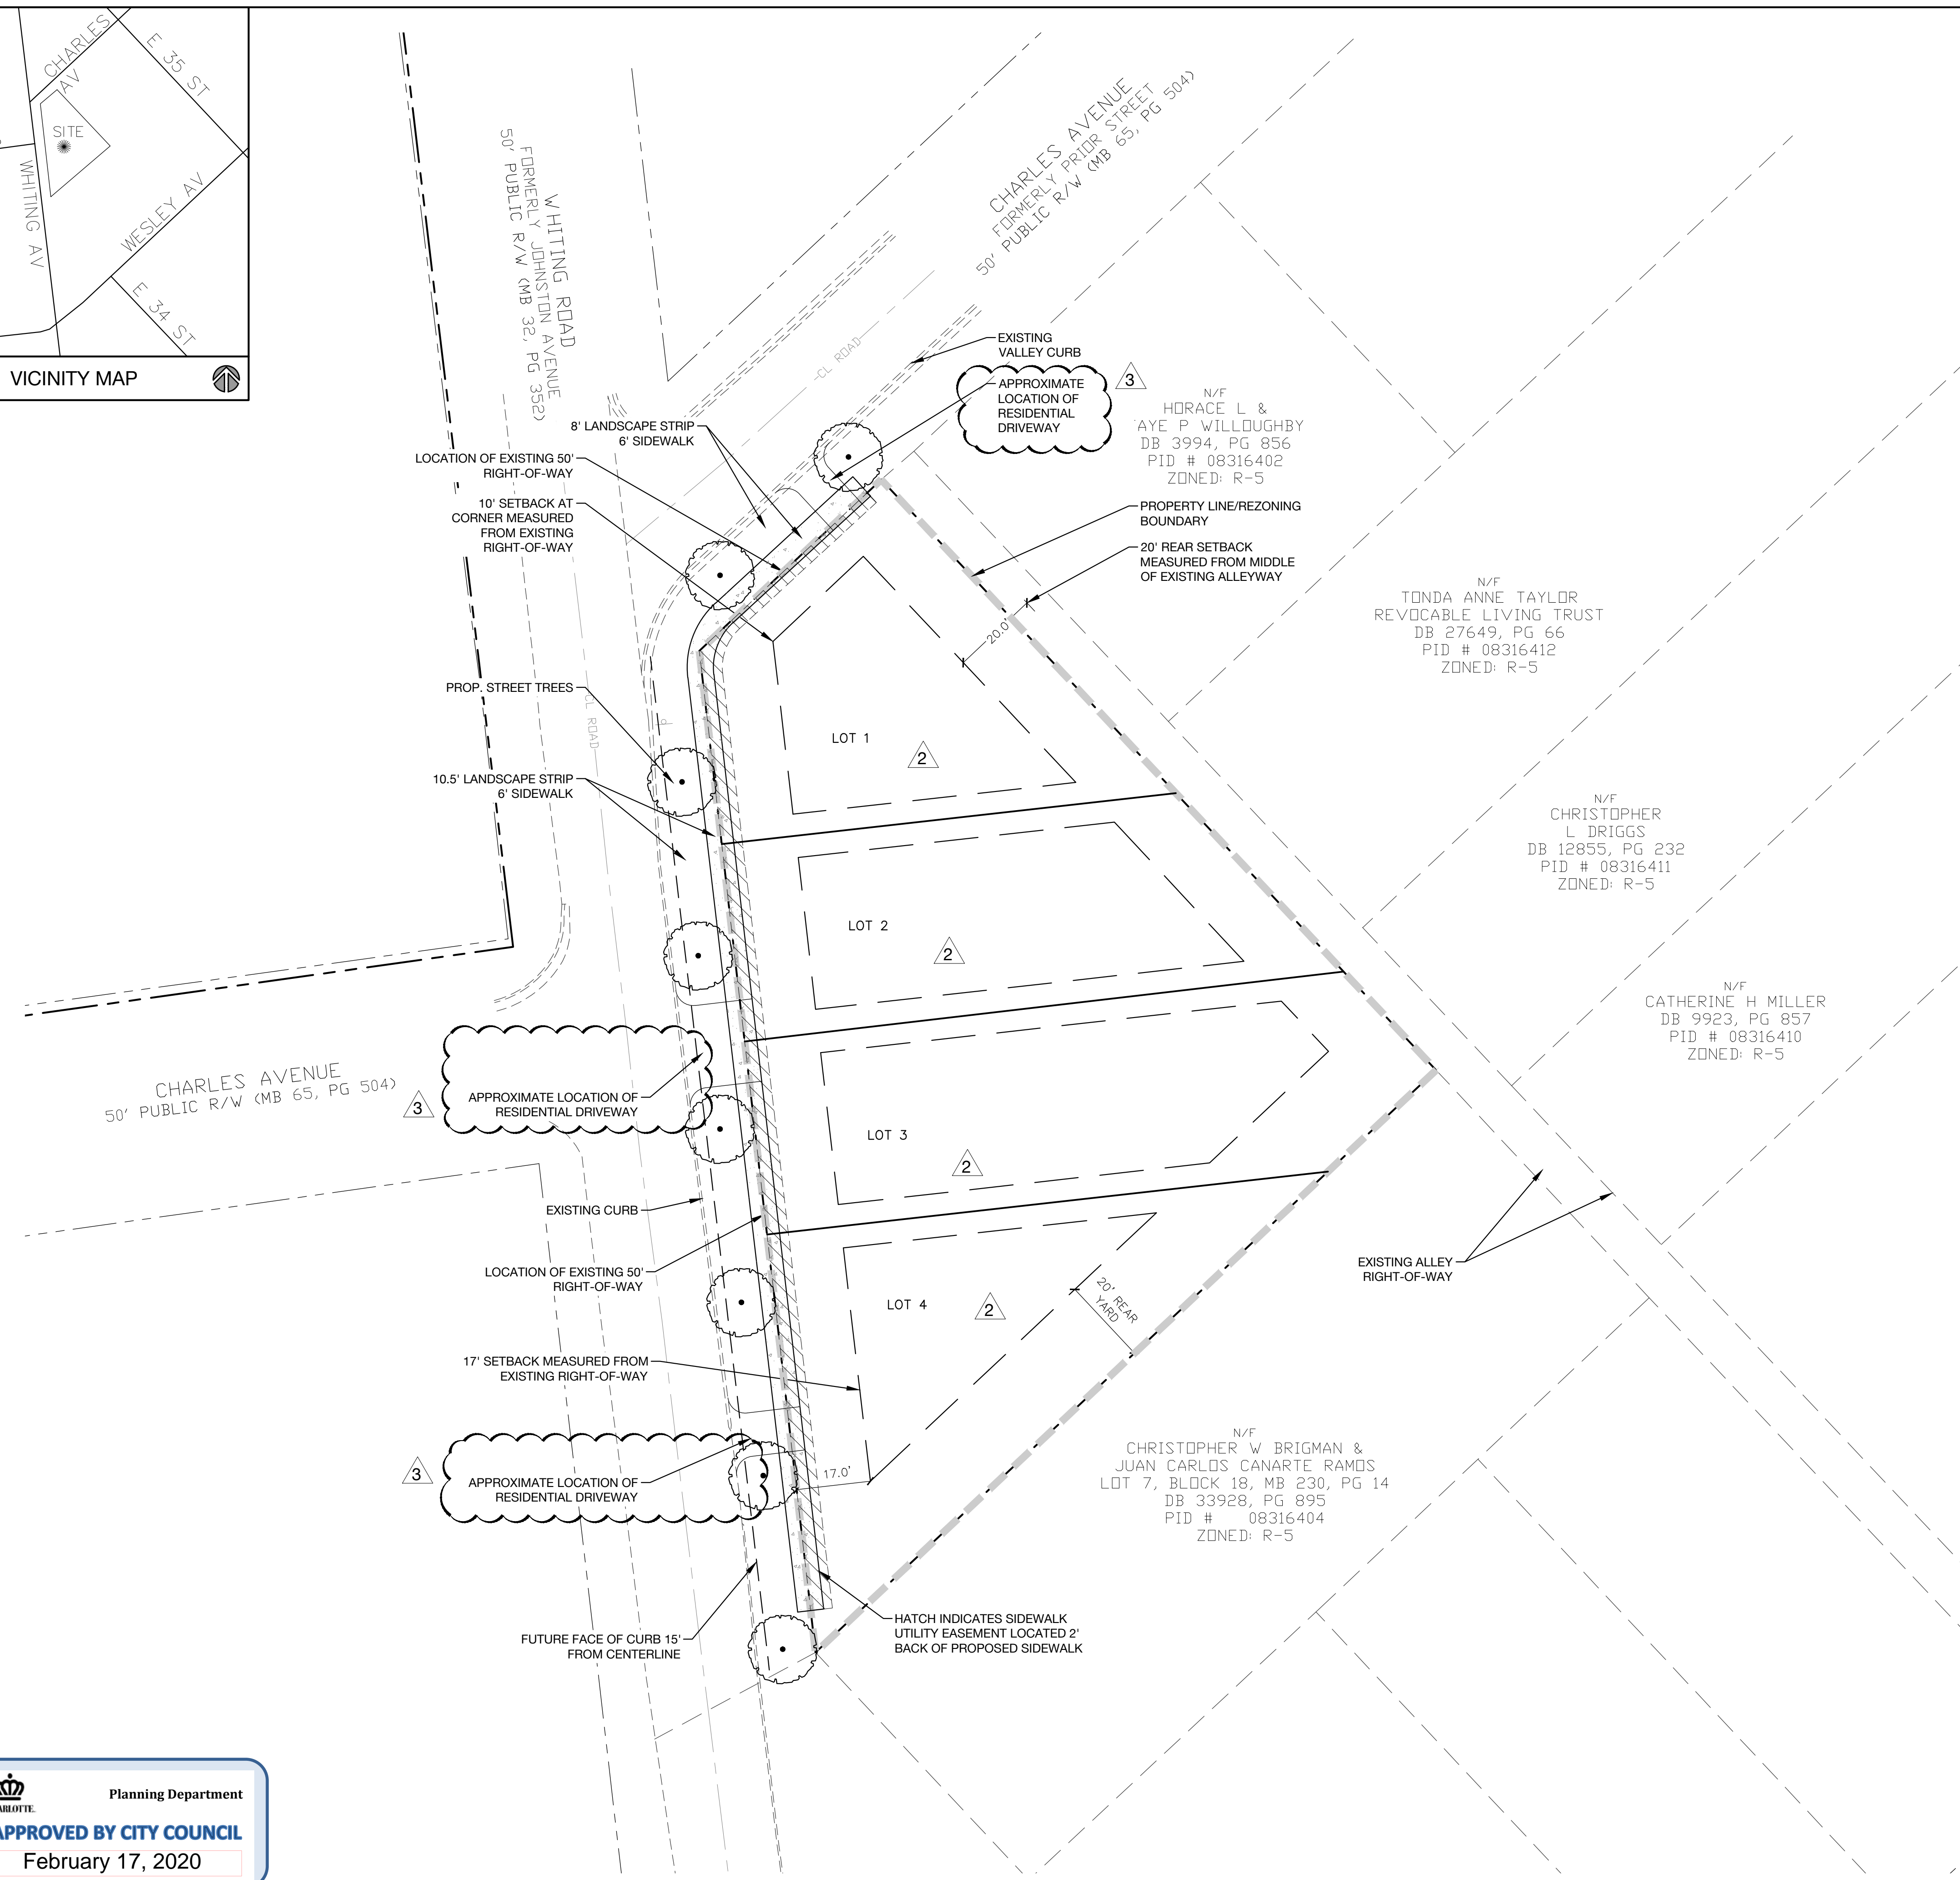 CHARLES
AV
E 35 ST
SITE
WHITING AV
WESLEY AV
E 34 ST
VICINITY MAP
WHITING ROAD
FORMERLY JOHNSTON AVENUE
50' PUBLIC R/W (MB 32, PG 352)
CHARLES AVENUE
FORMERLY PRIOR STREET
50' PUBLIC R/W (MB 65, PG 504)
CL ROAD
EXISTING
VALLEY CURB
APPROXIMATE
LOCATION OF
RESIDENTIAL
DRIVEWAY
3
N/F
HORACE L &
AYE P WILLOUGHBY
DB 3994, PG 856
PID # 08316402
ZONED: R-5
8' LANDSCAPE STRIP
6' SIDEWALK
LOCATION OF EXISTING 50'
RIGHT-OF-WAY
10' SETBACK AT
CORNER MEASURED
FROM EXISTING
RIGHT-OF-WAY
PROPERTY LINE/REZONING
BOUNDARY
20' REAR SETBACK
MEASURED FROM MIDDLE
OF EXISTING ALLEYWAY
20.0'
N/F
TONDA ANNE TAYLOR
REVOCABLE LIVING TRUST
DB 27649, PG 66
PID # 08316412
ZONED: R-5
PROP. STREET TREES
CL ROAD
LOT 1
2
10.5' LANDSCAPE STRIP
6' SIDEWALK
N/F
CHRISTOPHER
L DRIGGS
DB 12855, PG 232
PID # 08316411
ZONED: R-5
LOT 2
2
N/F
CATHERINE H MILLER
DB 9923, PG 857
PID # 08316410
ZONED: R-5
CHARLES AVENUE
50' PUBLIC R/W (MB 65, PG 504)
3
APPROXIMATE LOCATION OF
RESIDENTIAL DRIVEWAY
LOT 3
2
EXISTING CURB
LOCATION OF EXISTING 50'
RIGHT-OF-WAY
EXISTING ALLEY
RIGHT-OF-WAY
LOT 4
2
20' REAR
YARD
17' SETBACK MEASURED FROM
EXISTING RIGHT-OF-WAY
3
APPROXIMATE LOCATION OF
RESIDENTIAL DRIVEWAY
17.0'
N/F
CHRISTOPHER W BRIGMAN &
JUAN CARLOS CANARTE RAMOS
LOT 7, BLOCK 18, MB 230, PG 14
DB 33928, PG 895
PID # 08316404
ZONED: R-5
FUTURE FACE OF CURB 15'
FROM CENTERLINE
HATCH INDICATES SIDEWALK
UTILITY EASEMENT LOCATED 2'
BACK OF PROPOSED SIDEWALK
ARLOTTE.
Planning Department
APPROVED BY CITY COUNCIL
February 17, 2020